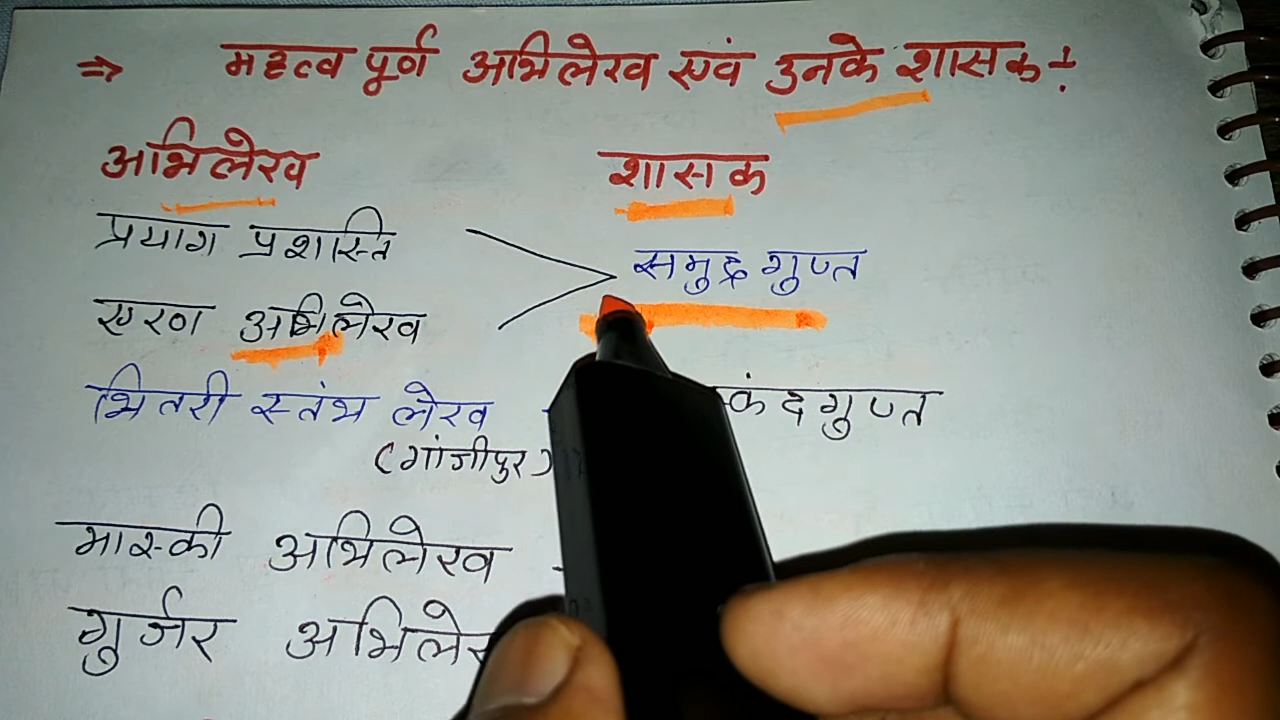 ⇒ महत्व पूर्ण अभिलेख एवं उनके शासक÷
अभिलेख शासक
प्रयाग प्रशस्ति
समुद्र गुप्त
एरण अभिलेख
भितरी स्तंभ लेख
(गांजीपुर)
मास्की अभिलेख
गुर्जर